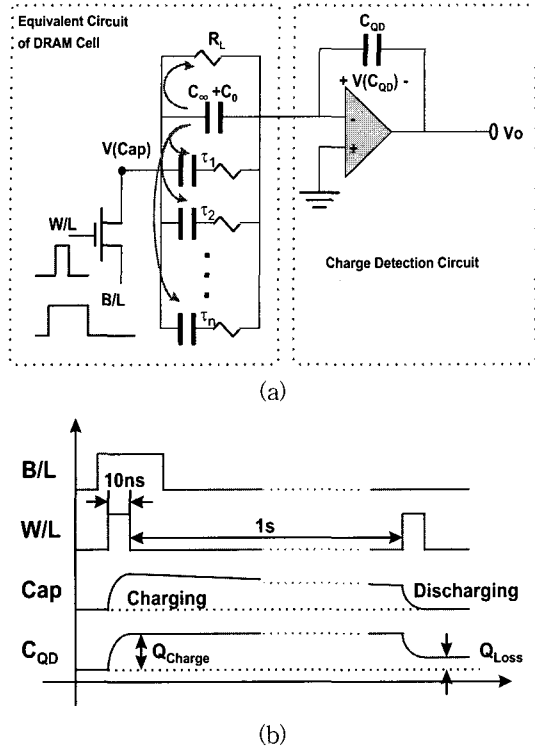 Equivalent Circuit
of DRAM Cell
R_L
C_∞ + C_0
V(Cap)
τ_1
W/L
τ_2
B/L
τ_n
C_QD
+ V(C_QD) -
-
+
Vo
Charge Detection Circuit
(a)
B/L
10ns
W/L
1s
Cap
Charging
Discharging
C_QD
Q_Charge
Q_Loss
(b)